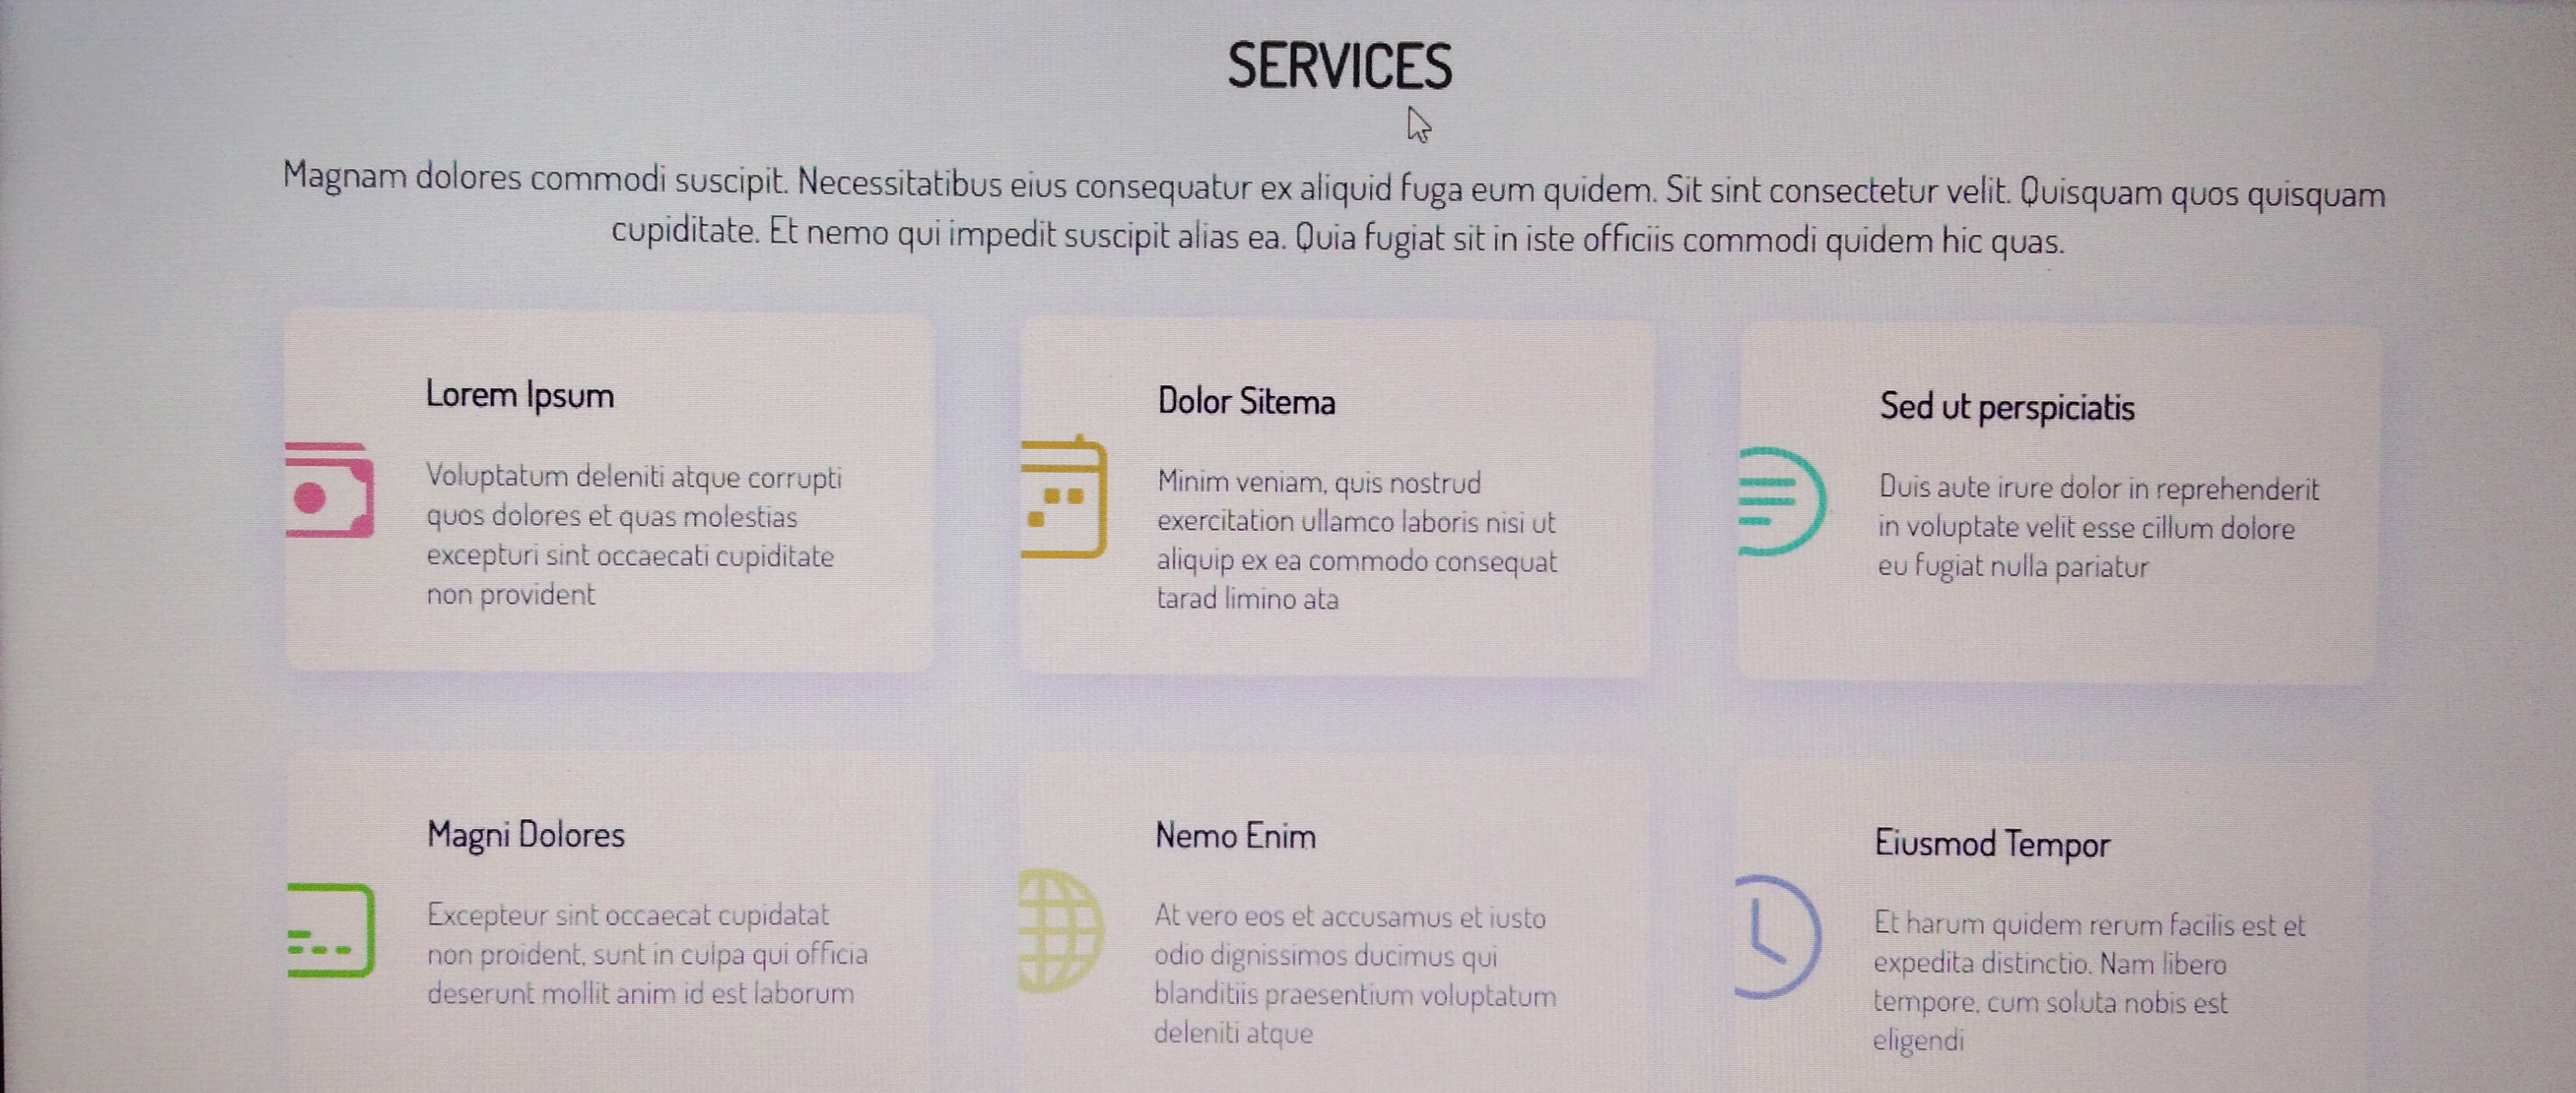 SERVICES
Magnam dolores commodi suscipit. Necessitatibus eius consequatur ex aliquid fuga eum quidem. Sit sint consectetur velit. Quisquam quos quisquam
cupiditate. Et nemo qui impedit suscipit alias ea. Quia fugiat sit in iste officiis commodi quidem hic quas.
Lorem Ipsum
Voluptatum deleniti atque corrupti
quos dolores et quas molestias
excepturi sint occaecati cupiditate
non provident
Dolor Sitema
Minim veniam, quis nostrud
exercitation ullamco laboris nisi ut
aliquip ex ea commodo consequat
tarad limino ata
Sed ut perspiciatis
Duis aute irure dolor in reprehenderit
in voluptate velit esse cillum dolore
eu fugiat nulla pariatur
Magni Dolores
Excepteur sint occaecat cupidatat
non proident, sunt in culpa qui officia
deserunt mollit anim id est laborum
Nemo Enim
At vero eos et accusamus et iusto
odio dignissimos ducimus qui
blanditiis praesentium voluptatum
deleniti atque
Eiusmod Tempor
Et harum quidem rerum facilis est et
expedita distinctio. Nam libero
tempore, cum soluta nobis est
eligendi